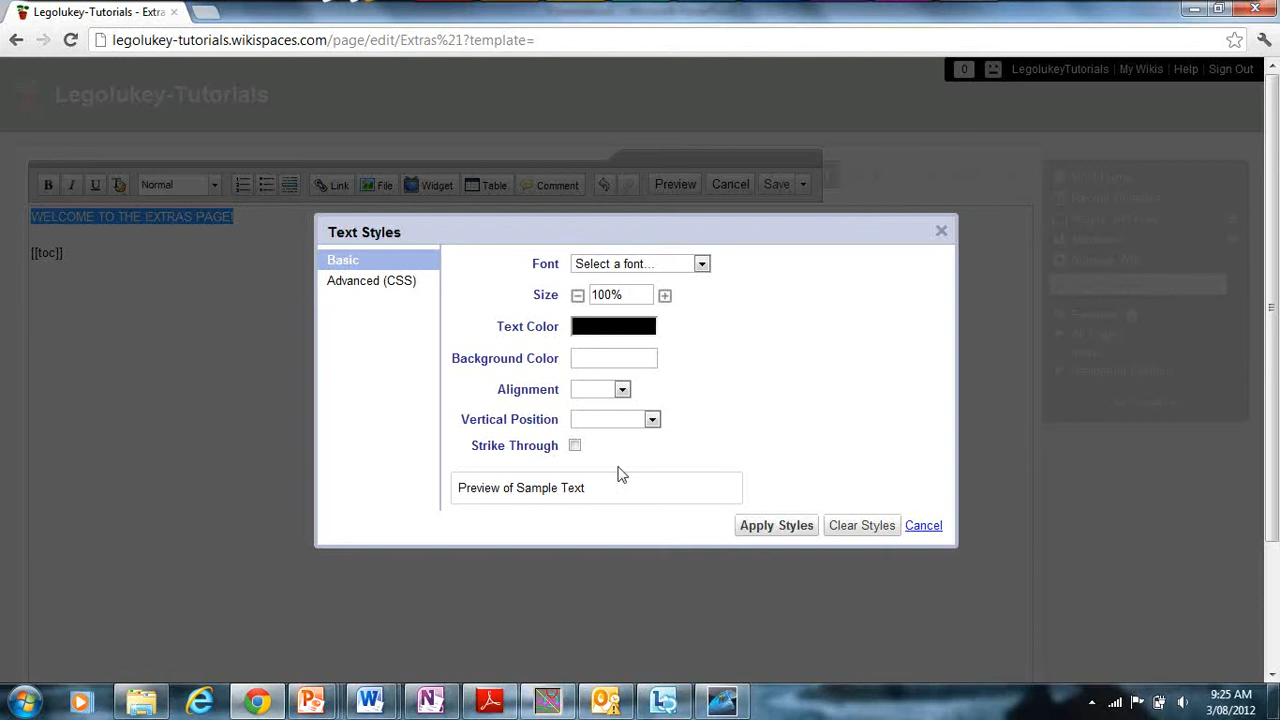 Legolukey-Tutorials - Extras
legolukey-tutorials.wikispaces.com/page/edit/Extras%21?template=
0 LegolukeyTutorials | My Wikis | Help | Sign Out
Legolukey-Tutorials
B I U T Normal Link File Widget Table Comment Preview Cancel Save
WELCOME TO THE EXTRAS PAGE!
[[toc]]
Text Styles
Basic
Advanced (CSS)
Font Select a font...
Size 100%
Text Color
Background Color
Alignment
Vertical Position
Strike Through
Preview of Sample Text
Apply Styles Clear Styles Cancel
9:25 AM
3/08/2012